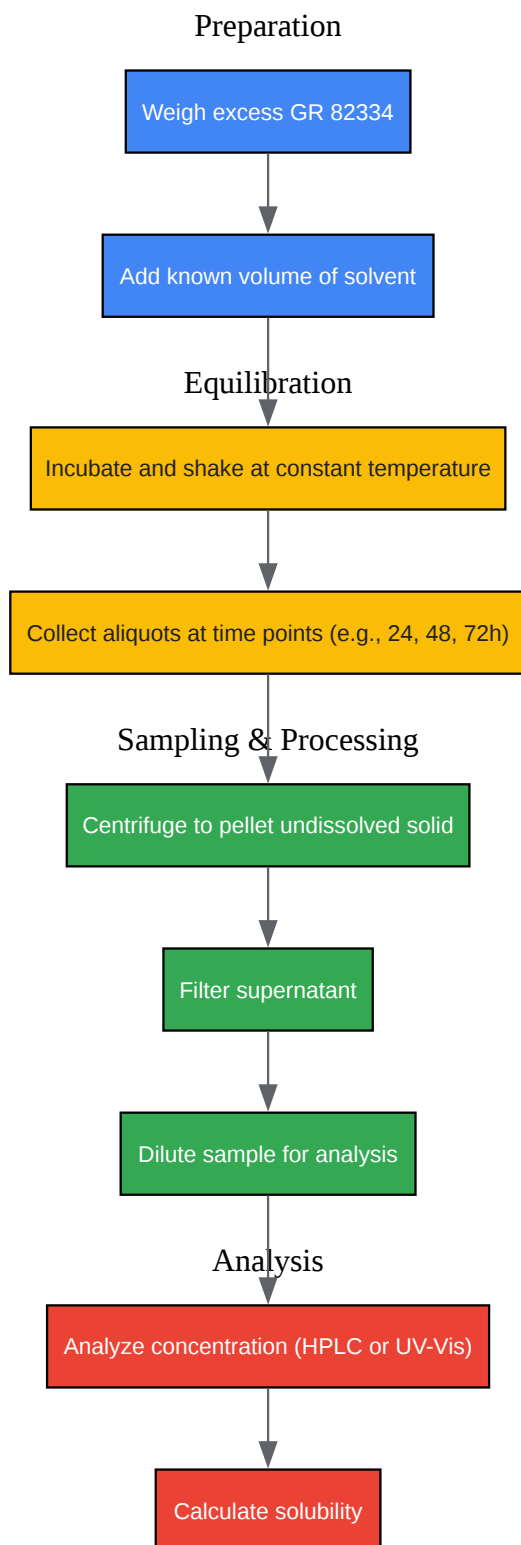 Preparation
Weigh excess GR 82334
Add known volume of solvent
Equilibration
Incubate and shake at constant temperature
Collect aliquots at time points (e.g., 24, 48, 72h)
Sampling & Processing
Centrifuge to pellet undissolved solid
Filter supernatant
Dilute sample for analysis
Analysis
Analyze concentration (HPLC or UV-Vis)
Calculate solubility